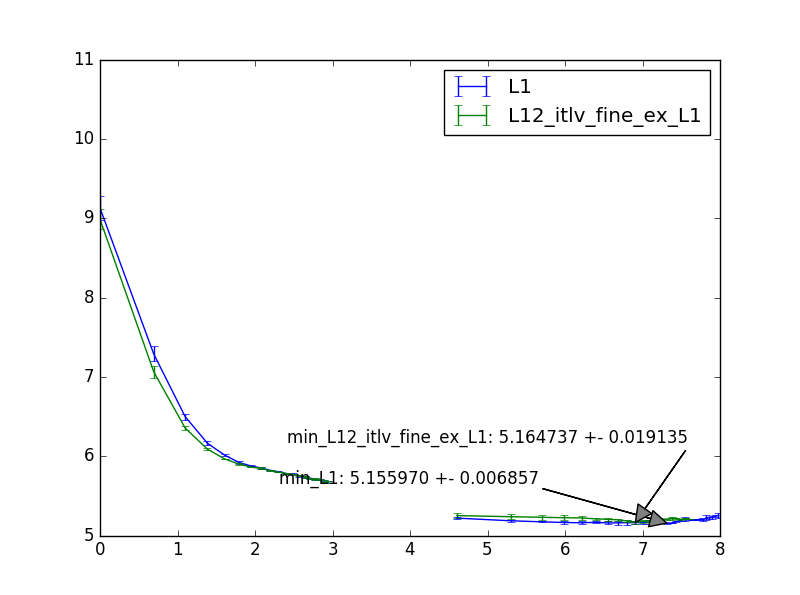 11
10
9
8
7
6
5
0 1 2 3 4 5 6 7 8
L1
L12_itlv_fine_ex_L1
min_L12_itlv_fine_ex_L1: 5.164737 +- 0.019135
min_L1: 5.155970 +- 0.006857